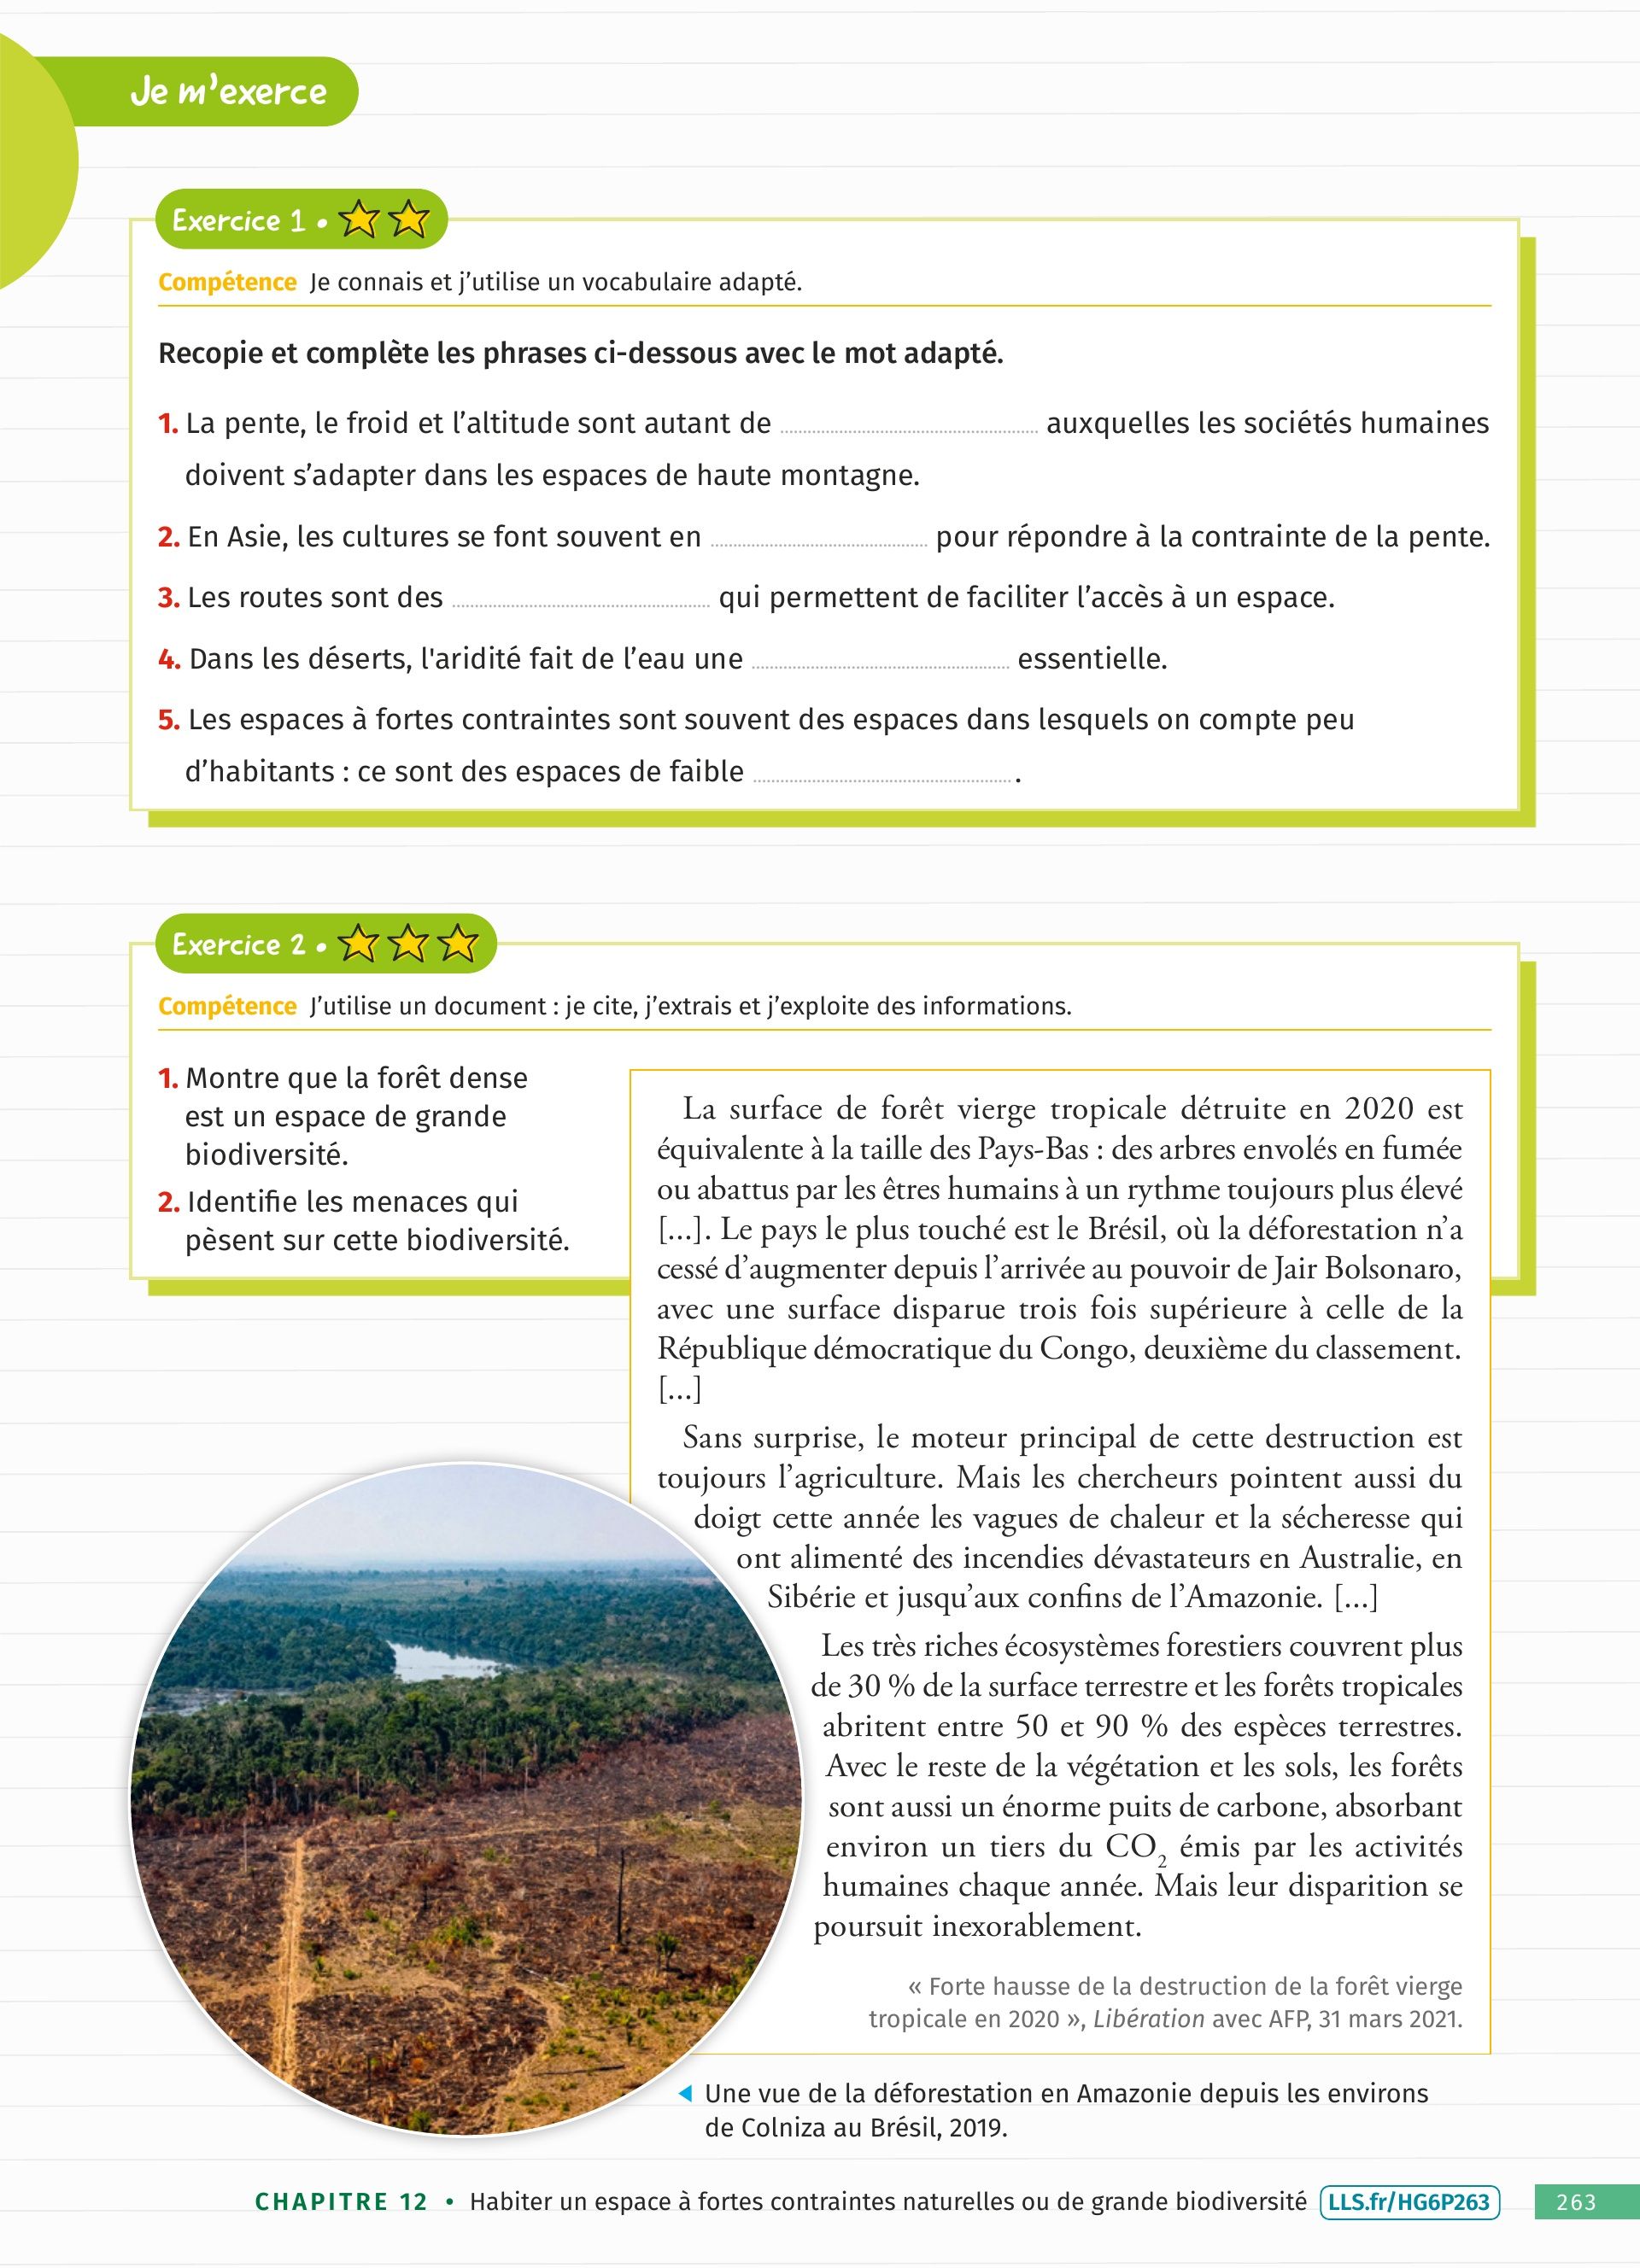 Je m'exerce
Exercice 1 •
Compétence Je connais et j'utilise un vocabulaire adapté.
Recopie et complète les phrases ci-dessous avec le mot adapté.
1. La pente, le froid et l'altitude sont autant de ........................ auxquelles les sociétés humaines
doivent s'adapter dans les espaces de haute montagne.
2. En Asie, les cultures se font souvent en ........................ pour répondre à la contrainte de la pente.
3. Les routes sont des ........................ qui permettent de faciliter l'accès à un espace.
4. Dans les déserts, l'aridité fait de l'eau une ........................ essentielle.
5. Les espaces à fortes contraintes sont souvent des espaces dans lesquels on compte peu
d'habitants : ce sont des espaces de faible ........................ .
Exercice 2 •
Compétence J'utilise un document : je cite, j'extrais et j'exploite des informations.
1. Montre que la forêt dense
est un espace de grande
biodiversité.
2. Identifie les menaces qui
pèsent sur cette biodiversité.
La surface de forêt vierge tropicale détruite en 2020 est
équivalente à la taille des Pays-Bas : des arbres envolés en fumée
ou abattus par les êtres humains à un rythme toujours plus élevé
[...]. Le pays le plus touché est le Brésil, où la déforestation n'a
cessé d'augmenter depuis l'arrivée au pouvoir de Jair Bolsonaro,
avec une surface disparue trois fois supérieure à celle de la
République démocratique du Congo, deuxième du classement.
[...]
Sans surprise, le moteur principal de cette destruction est
toujours l'agriculture. Mais les chercheurs pointent aussi du
doigt cette année les vagues de chaleur et la sécheresse qui
ont alimenté des incendies dévastateurs en Australie, en
Sibérie et jusqu'aux confins de l'Amazonie. [...]
Les très riches écosystèmes forestiers couvrent plus
de 30 % de la surface terrestre et les forêts tropicales
abritent entre 50 et 90 % des espèces terrestres.
Avec le reste de la végétation et les sols, les forêts
sont aussi un énorme puits de carbone, absorbant
environ un tiers du CO₂ émis par les activités
humaines chaque année. Mais leur disparition se
poursuit inexorablement.
« Forte hausse de la destruction de la forêt vierge
tropicale en 2020 », Libération avec AFP, 31 mars 2021.
◀ Une vue de la déforestation en Amazonie depuis les environs
de Colniza au Brésil, 2019.
CHAPITRE 12 • Habiter un espace à fortes contraintes naturelles ou de grande biodiversité LLS.fr/HG6P263 263